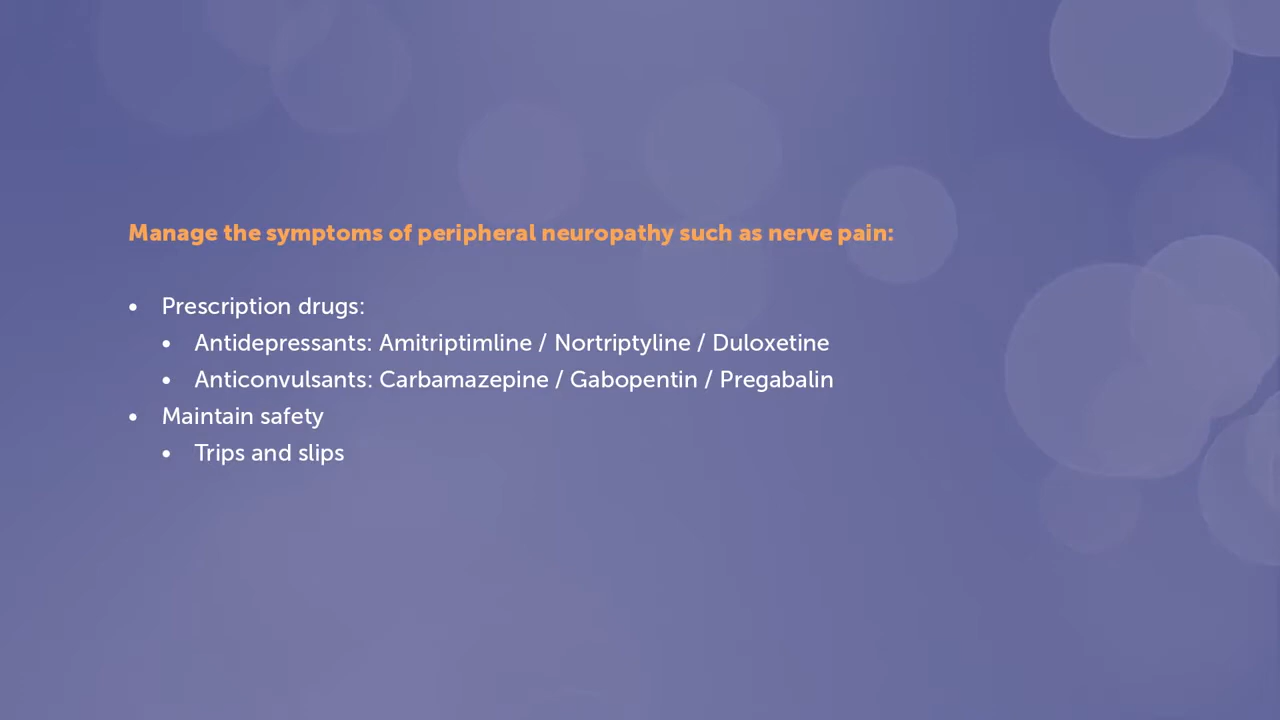 Manage the symptoms of peripheral neuropathy such as nerve pain:
• Prescription drugs:
• Antidepressants: Amitriptimline / Nortriptyline / Duloxetine
• Anticonvulsants: Carbamazepine / Gabopentin / Pregabalin
• Maintain safety
• Trips and slips